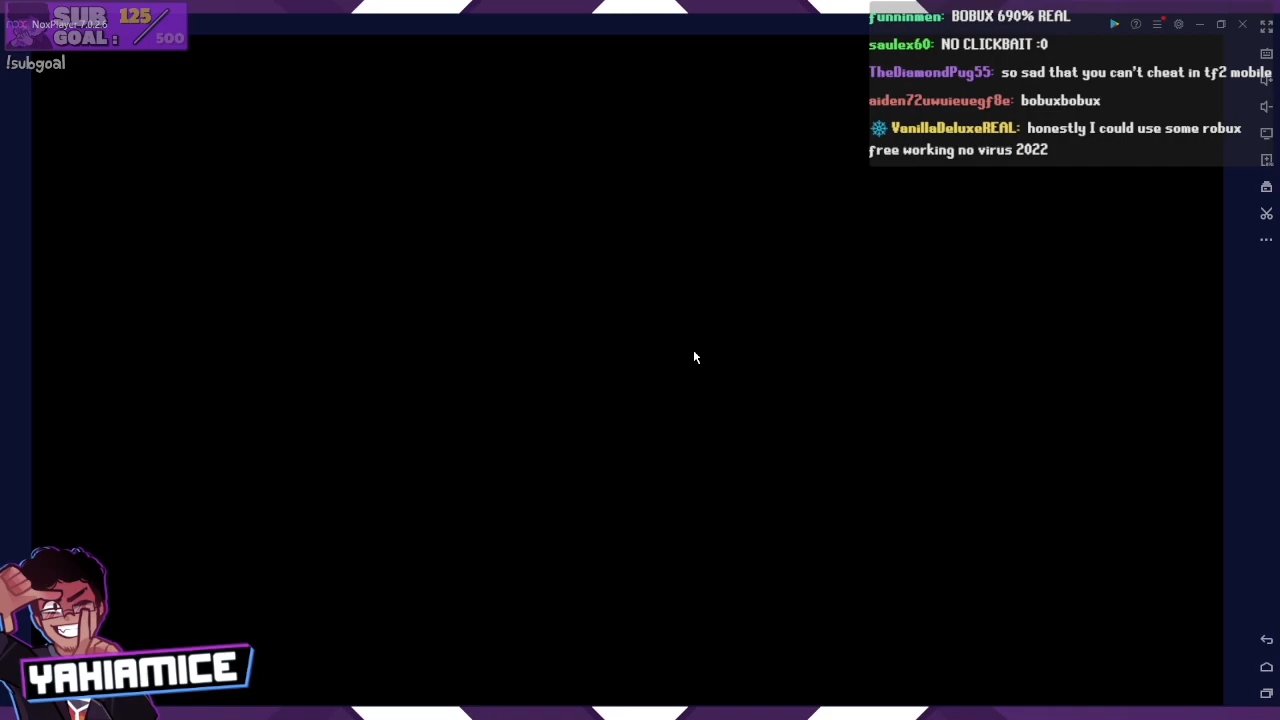 NoxPlayer 7.0.2.6
SUB 125
GOAL: 500
!subgoal
funninmen: BOBUX 690% REAL
saulex60: NO CLICKBAIT :0
TheDiamondPug55: so sad that you can't cheat in tf2 mobile
aiden72uwuieuegf8e: bobuxbobux
VanillaDeluxeREAL: honestly I could use some robux
free working no virus 2022
YAHIAMICE